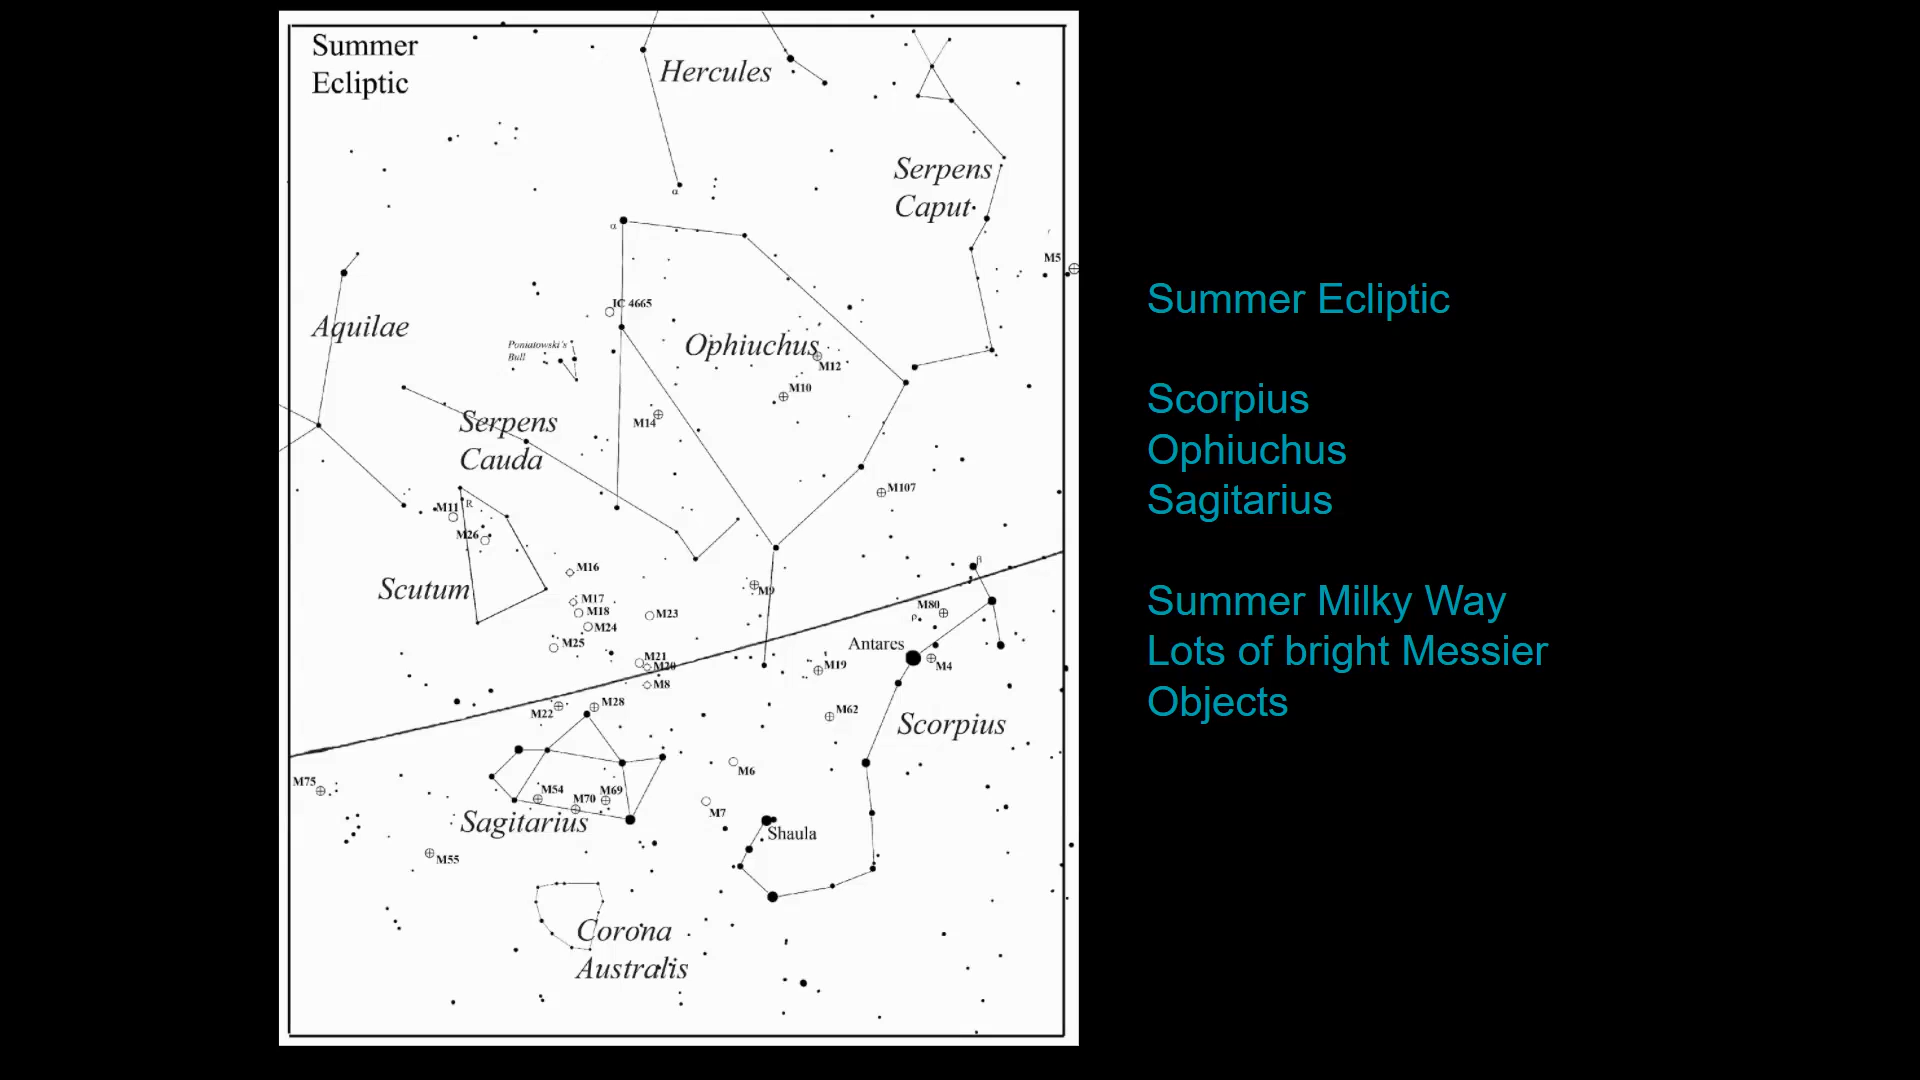 Summer
Ecliptic
Hercules
Serpens
Caput
α
α
M5
IC 4665
Aquilae
Poniatowski's
Bull
Ophiuchus
M12
M10
M14
Serpens
Cauda
M107
R
M11
M26
β
M16
Scutum
M9
M17
M18
M80
M23
ρ
M24
M25
Antares
M21
M20
M19
M4
M8
M28
M22
M62
Scorpius
M6
M75
M54
M69
M70
M7
Sagitarius
Shaula
M55
Corona
Australis
Summer Ecliptic
Scorpius
Ophiuchus
Sagitarius
Summer Milky Way
Lots of bright Messier
Objects